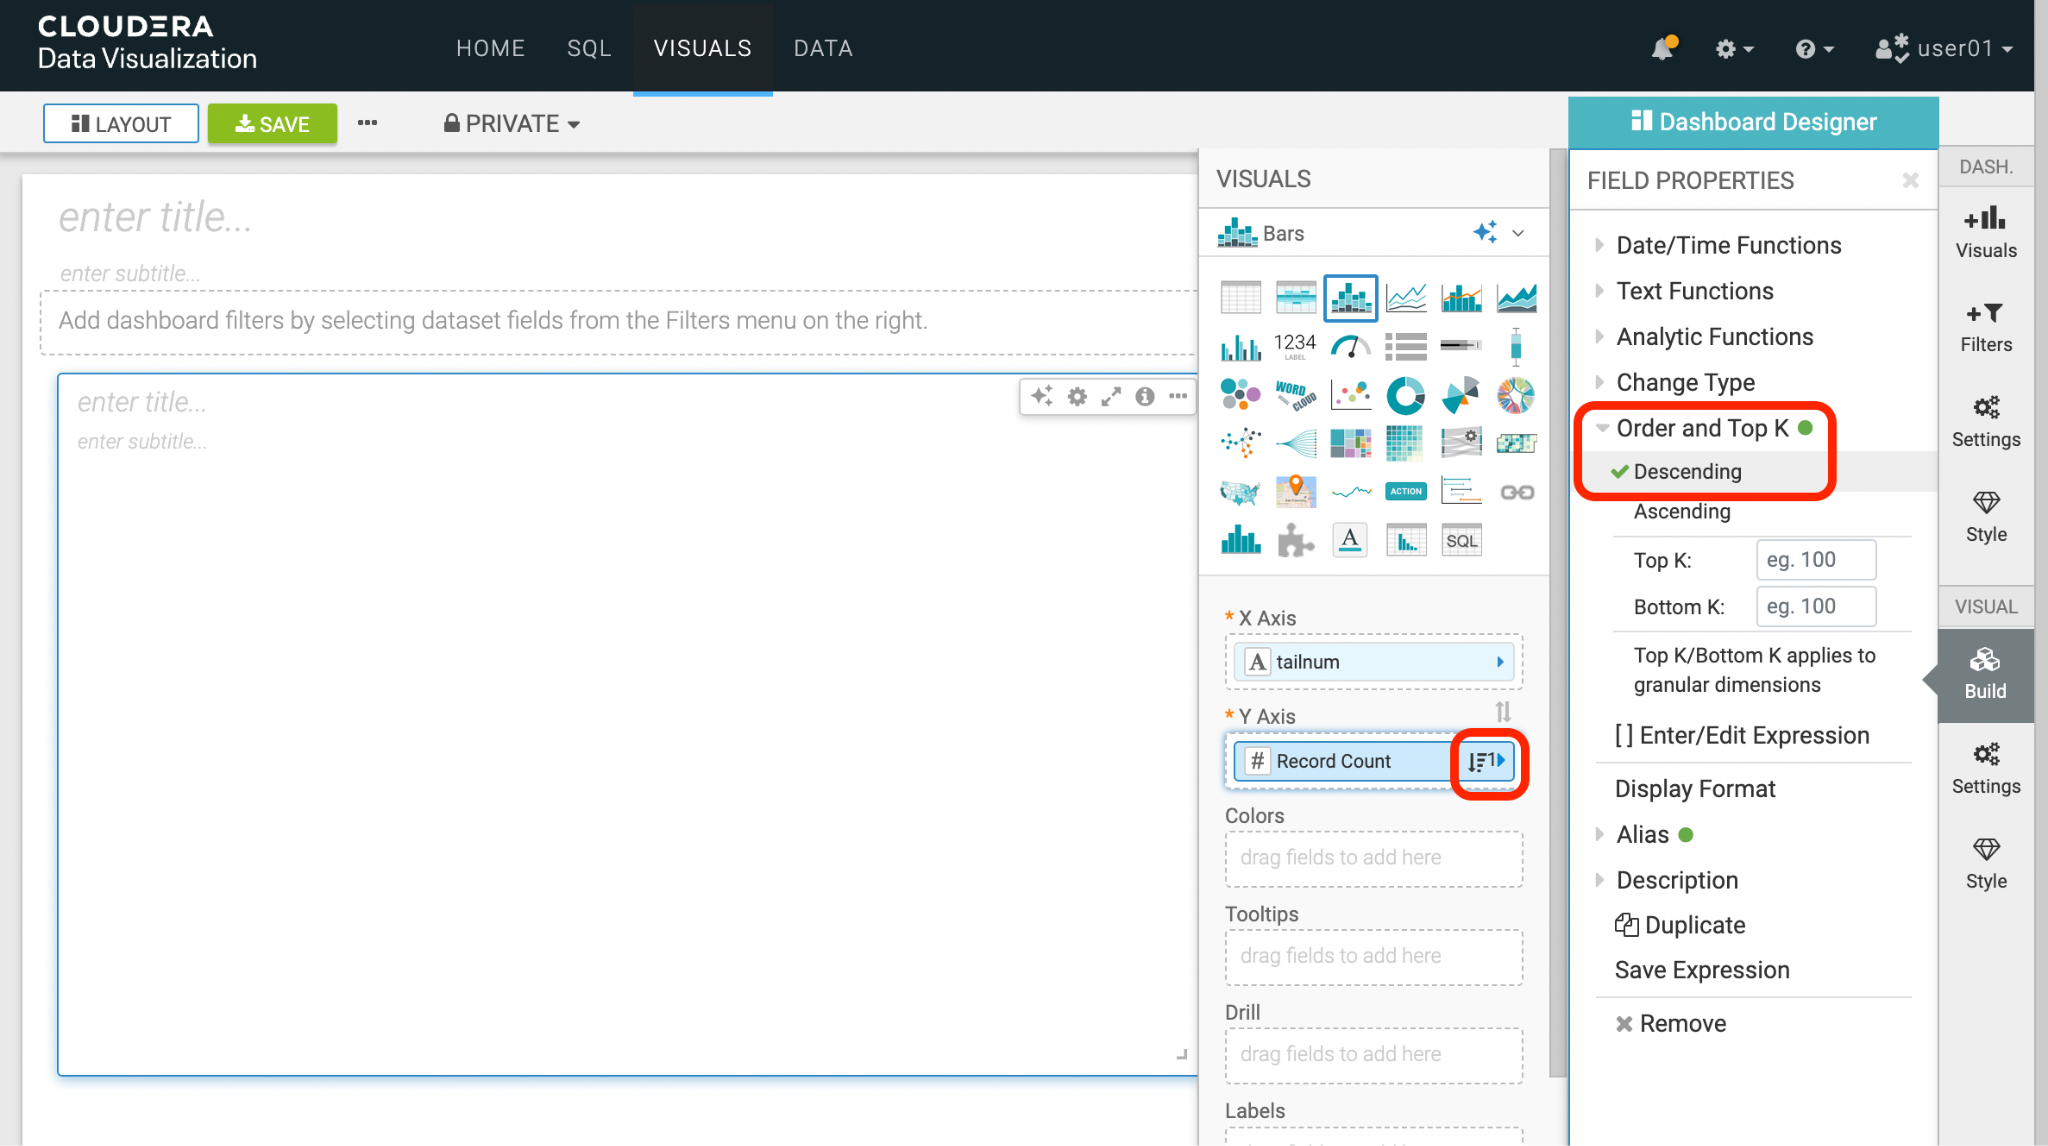 CLOUDERA
Data Visualization
HOME
SQL
VISUALS
DATA
user01
LAYOUT
SAVE
PRIVATE
Dashboard Designer
enter title...
enter subtitle...
Add dashboard filters by selecting dataset fields from the Filters menu on the right.
enter title...
enter subtitle...
VISUALS
Bars
1234
LABEL
WORD
CLOUD
ACTION
A
SQL
* X Axis
A tailnum
* Y Axis
# Record Count
1
Colors
drag fields to add here
Tooltips
drag fields to add here
Drill
drag fields to add here
Labels
FIELD PROPERTIES
Date/Time Functions
Text Functions
Analytic Functions
Change Type
Order and Top K
Descending
Ascending
Top K:
eg. 100
Bottom K:
eg. 100
Top K/Bottom K applies to
granular dimensions
[ ] Enter/Edit Expression
Display Format
Alias
Description
Duplicate
Save Expression
Remove
DASH.
Visuals
Filters
Settings
Style
VISUAL
Build
Settings
Style